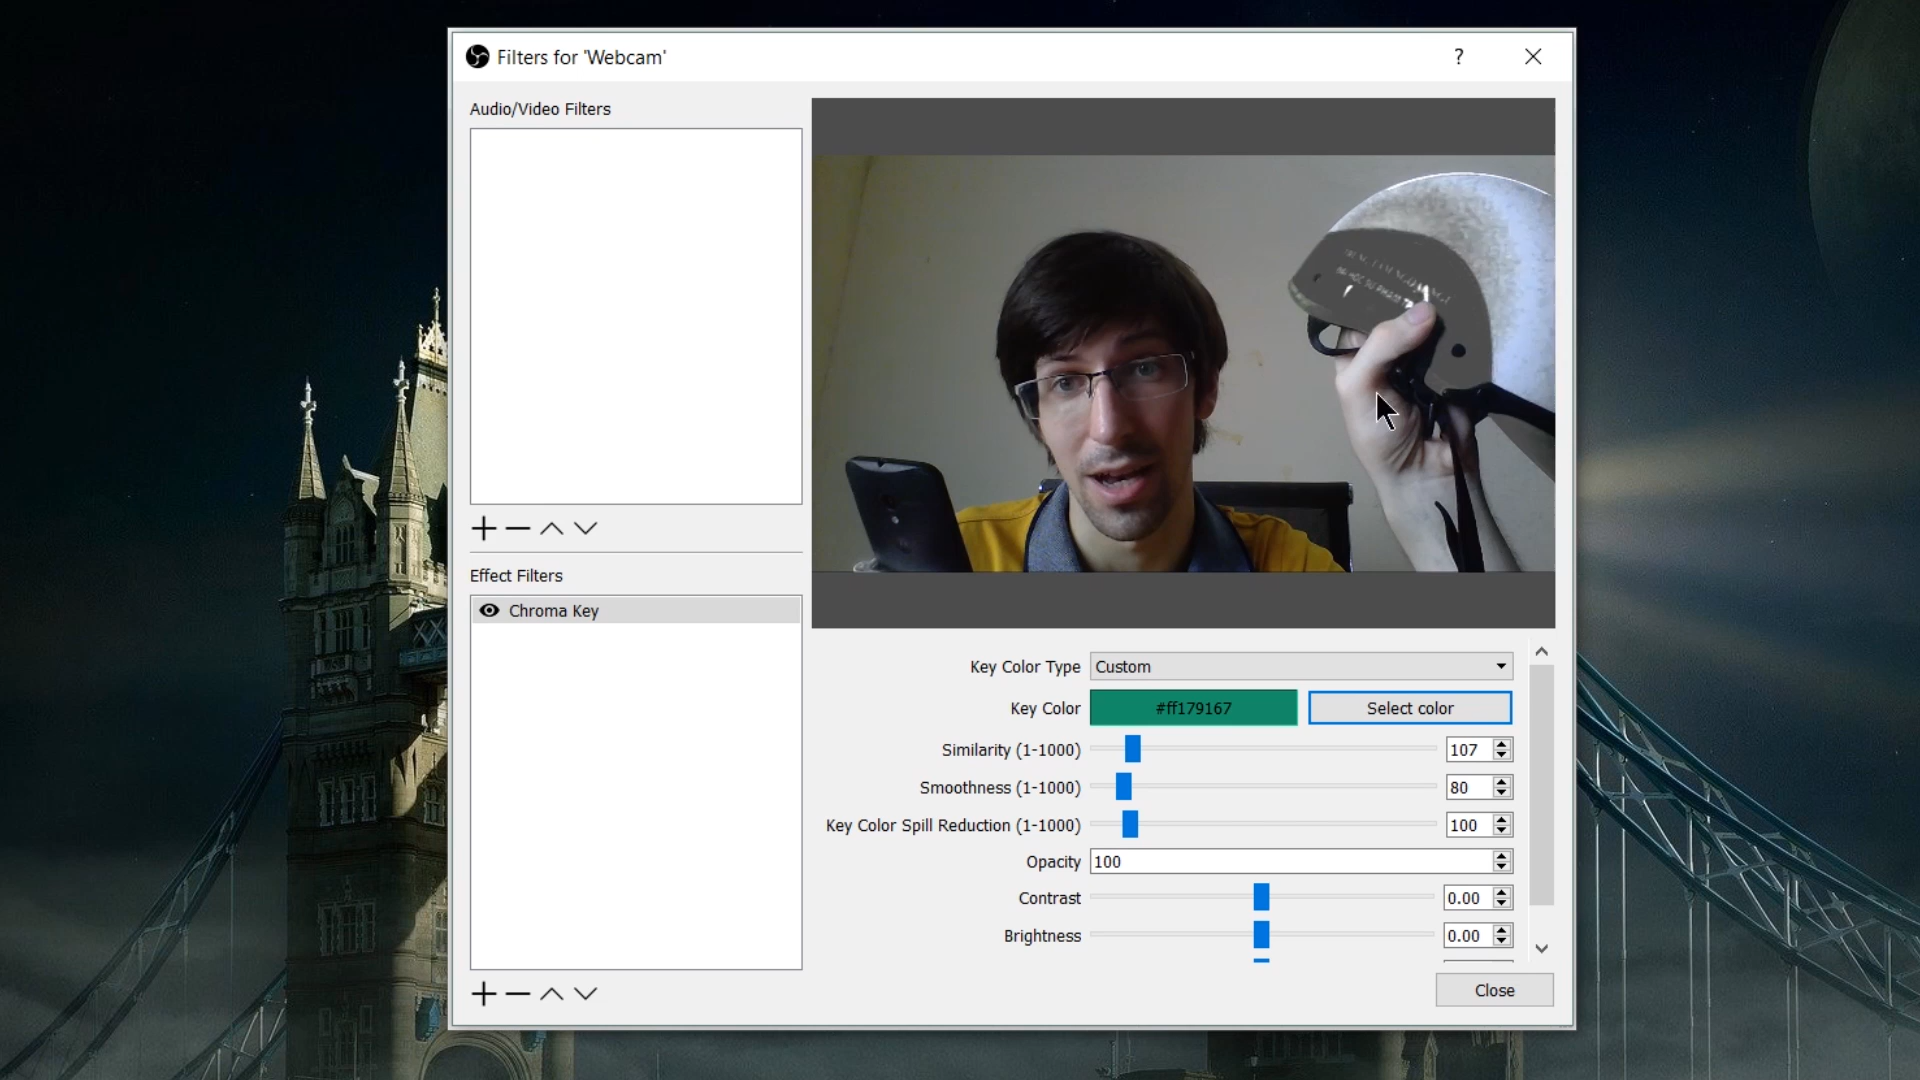 Filters for 'Webcam'
?
Audio/Video Filters
Effect Filters
Chroma Key
Key Color Type Custom
Key Color #ff179167 Select color
Similarity (1-1000) 107
Smoothness (1-1000) 80
Key Color Spill Reduction (1-1000) 100
Opacity 100
Contrast 0.00
Brightness 0.00
Close